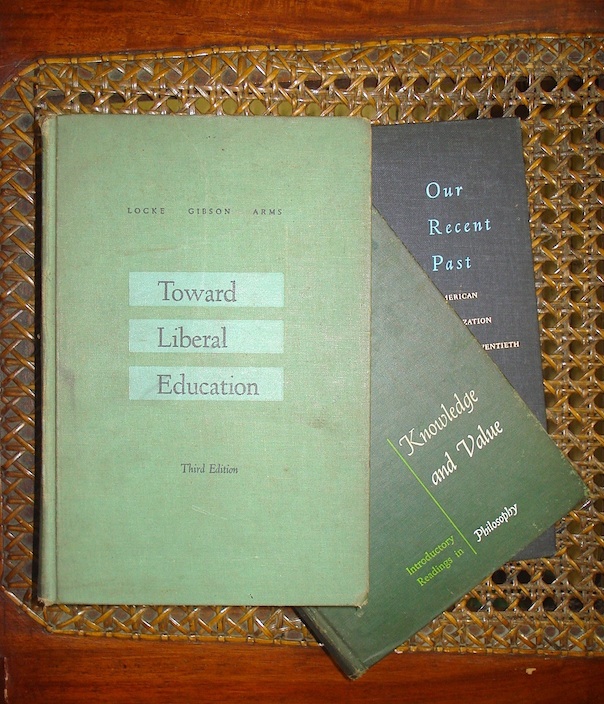 LOCKE GIBSON ARMS
Toward
Liberal
Education
Third Edition
Our
Recent
Past
Knowledge
and Value
Introductory
Readings in
Philosophy